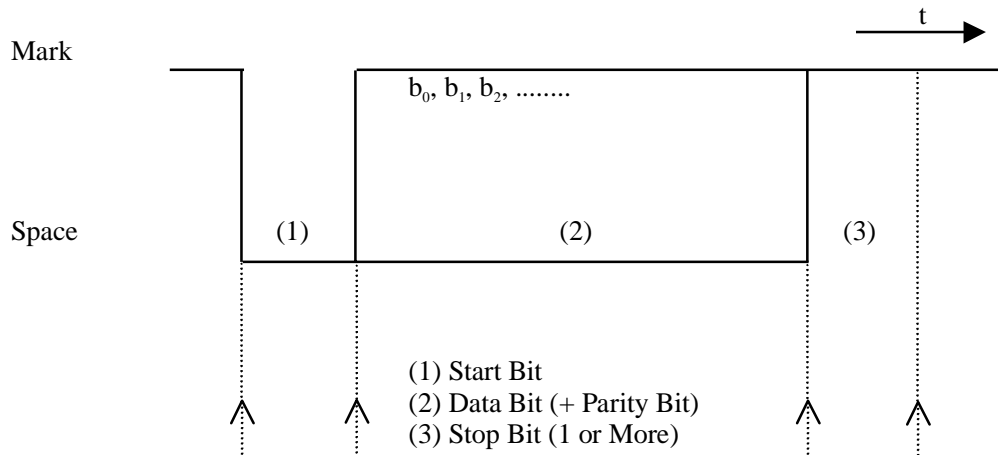 t
Mark
b₀, b₁, b₂, ........
Space
(1)
(2)
(3)
(1) Start Bit
(2) Data Bit (+ Parity Bit)
(3) Stop Bit (1 or More)